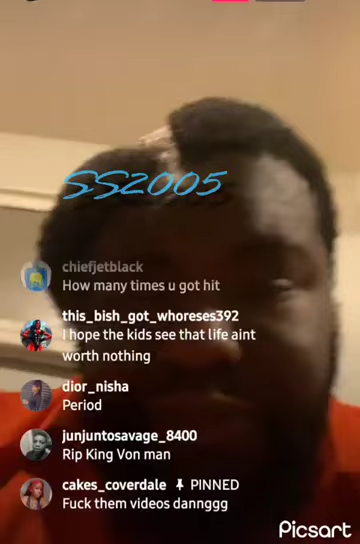 SS2005
chiefjetblack
How many times u got hit
this_bish_got_whoreses392
I hope the kids see that life aint
worth nothing
dior_nisha
Period
junjuntosavage_8400
Rip King Von man
cakes_coverdale PINNED
Fuck them videos dannggg
Picsart